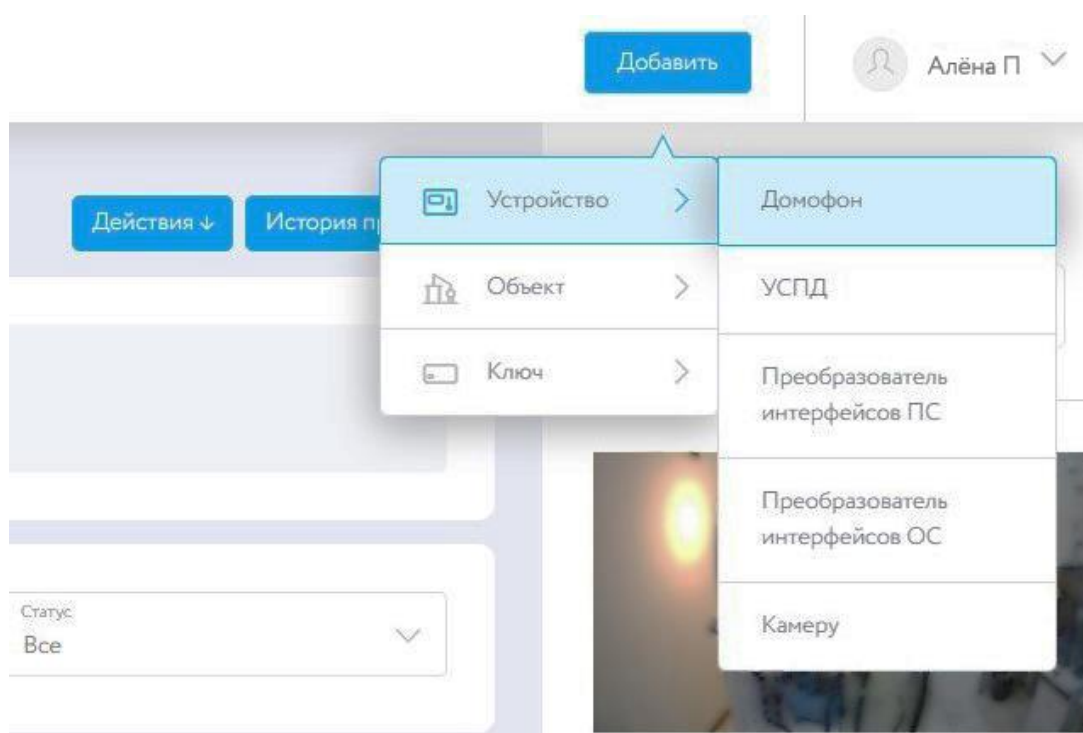 Добавить
Алёна П
Действия ↓
История п
Устройство
Объект
Ключ
Домофон
УСПД
Преобразователь
интерфейсов ПС
Преобразователь
интерфейсов ОС
Камеру
Статус
Все